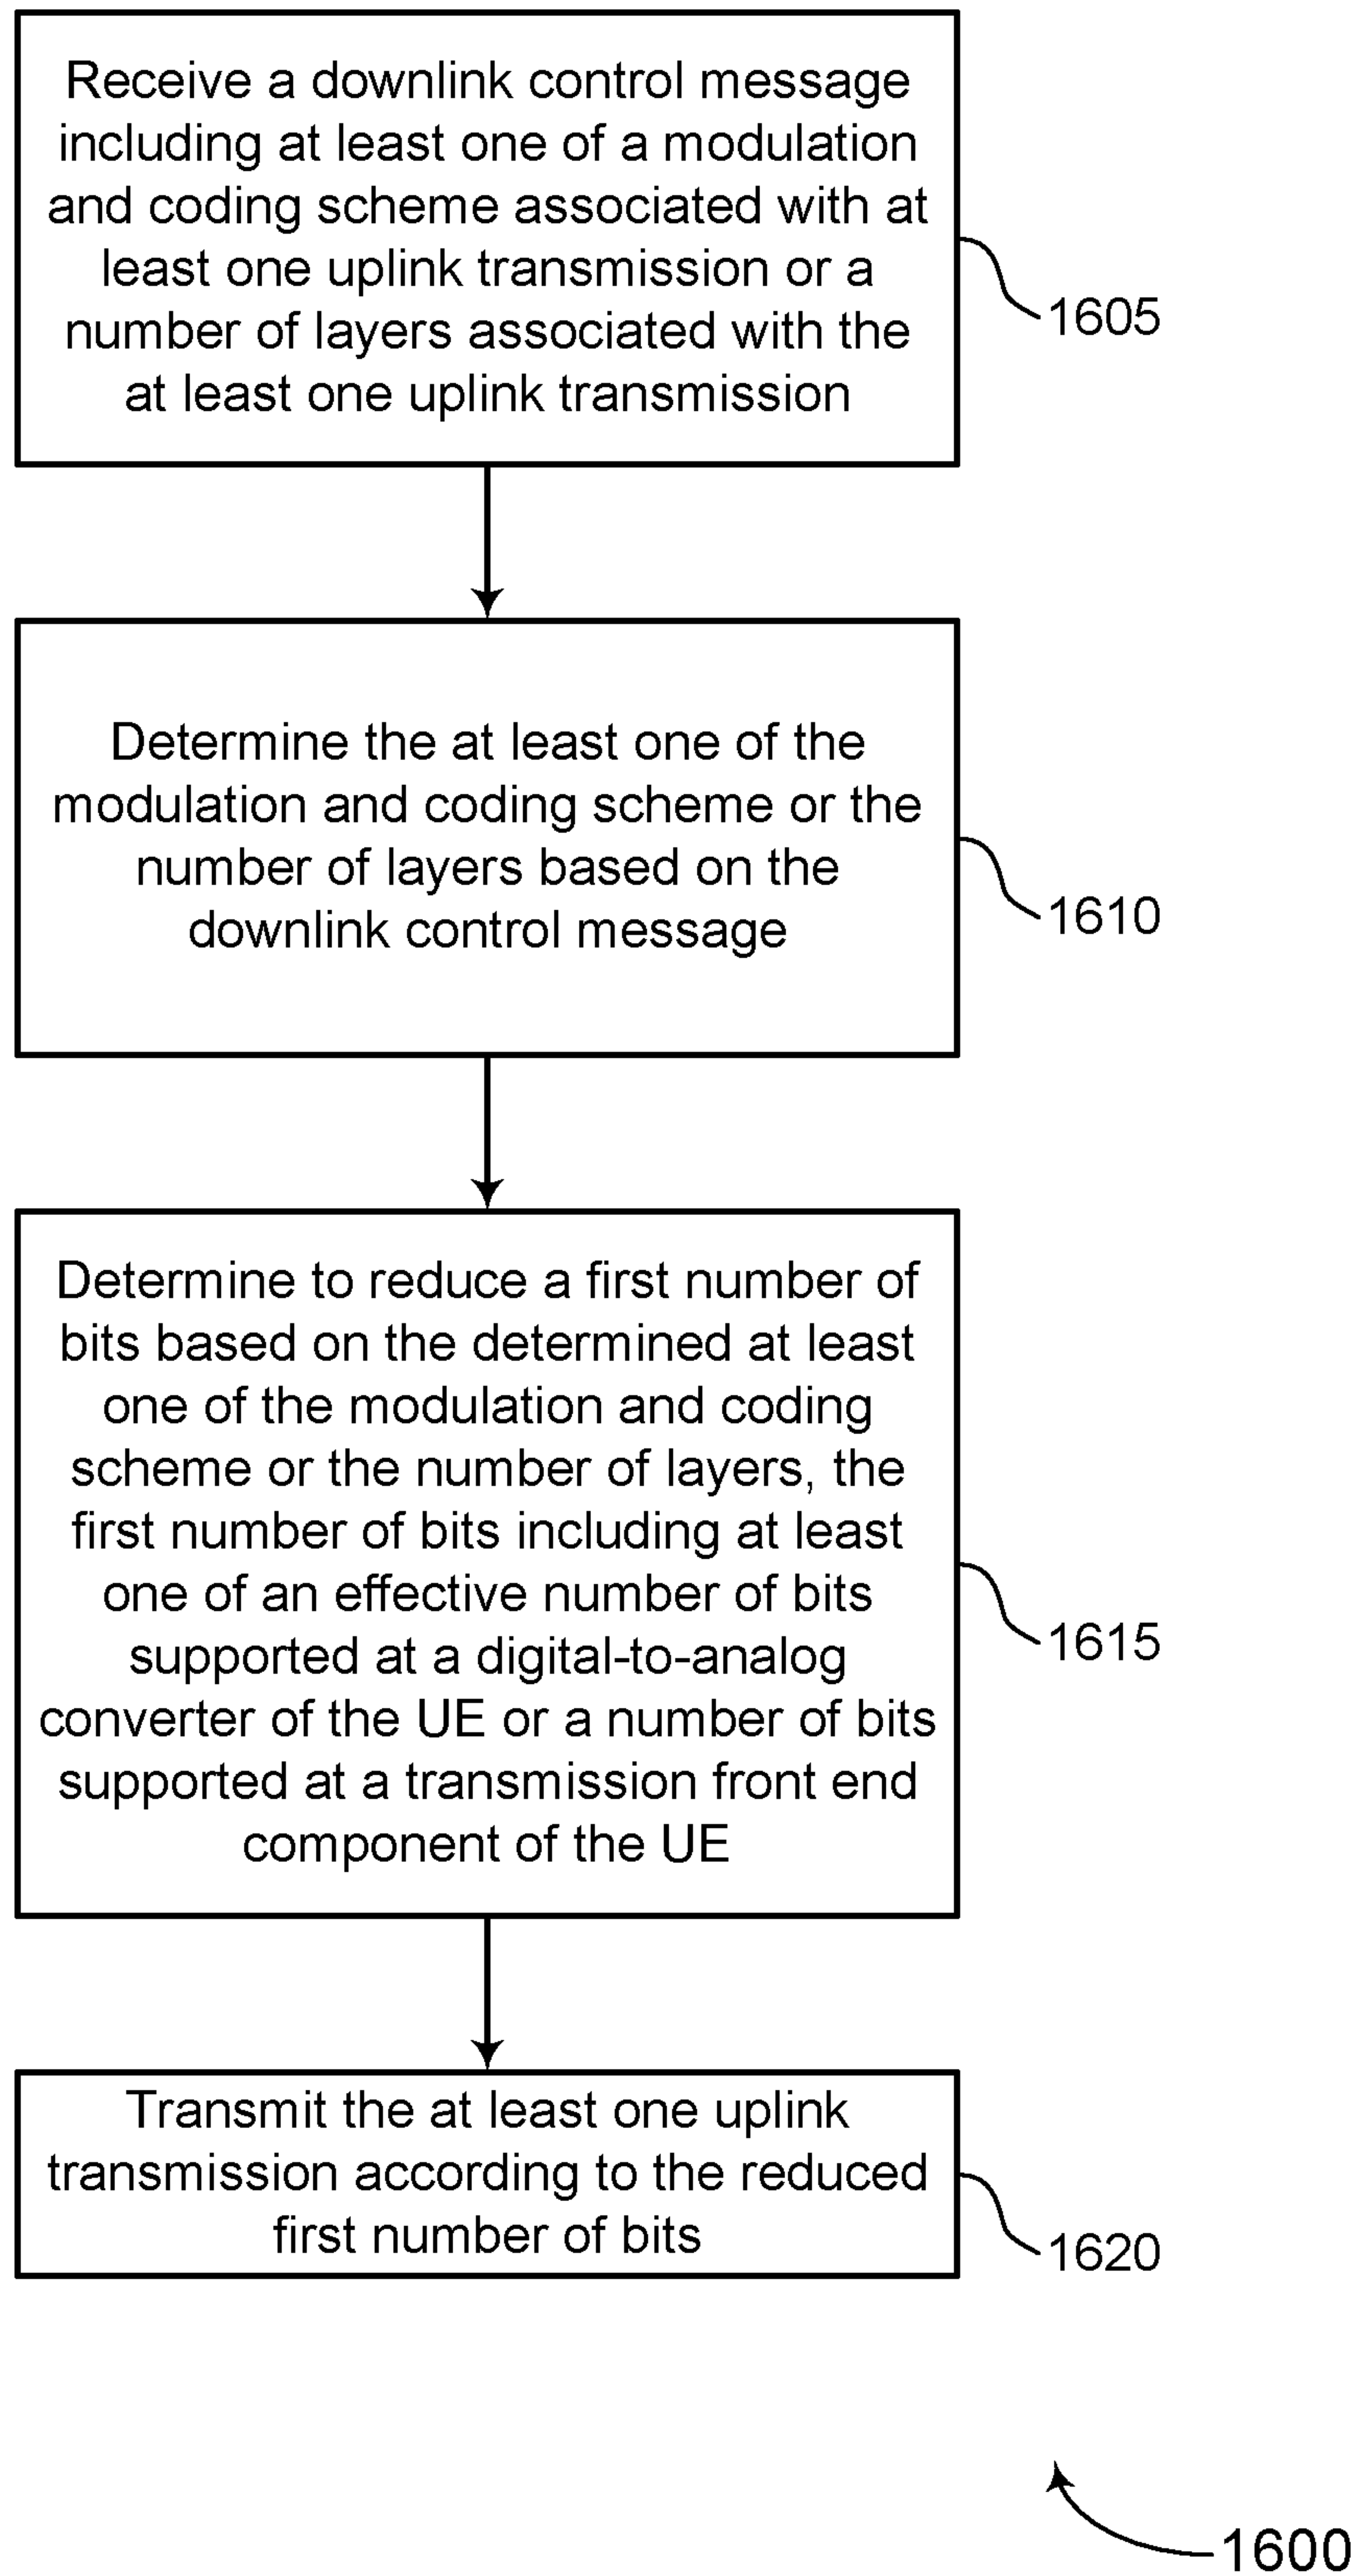 Receive a downlink control message
including at least one of a modulation
and coding scheme associated with at
least one uplink transmission or a
number of layers associated with the
at least one uplink transmission
1605
Determine the at least one of the
modulation and coding scheme or the
number of layers based on the
downlink control message
1610
Determine to reduce a first number of
bits based on the determined at least
one of the modulation and coding
scheme or the number of layers, the
first number of bits including at least
one of an effective number of bits
supported at a digital-to-analog
converter of the UE or a number of bits
supported at a transmission front end
component of the UE
1615
Transmit the at least one uplink
transmission according to the reduced
first number of bits
1620
1600